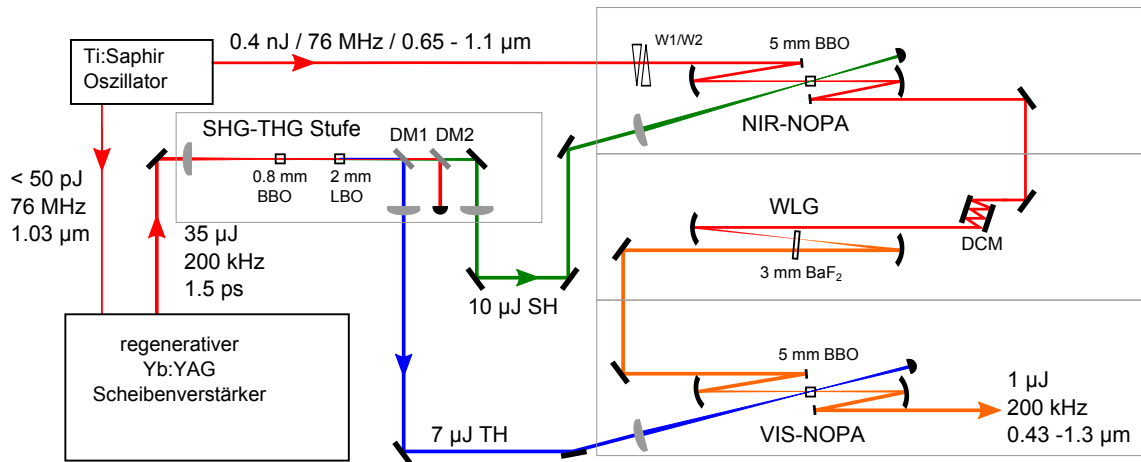 Ti:Saphir
Oszillator
0.4 nJ / 76 MHz / 0.65 - 1.1 µm
W1/W2
5 mm BBO
NIR-NOPA
SHG-THG Stufe
DM1
DM2
0.8 mm
BBO
2 mm
LBO
< 50 pJ
76 MHz
1.03 µm
35 µJ
200 kHz
1.5 ps
10 µJ SH
WLG
3 mm BaF₂
DCM
regenerativer
Yb:YAG
Scheibenverstärker
7 µJ TH
5 mm BBO
VIS-NOPA
1 µJ
200 kHz
0.43 -1.3 µm